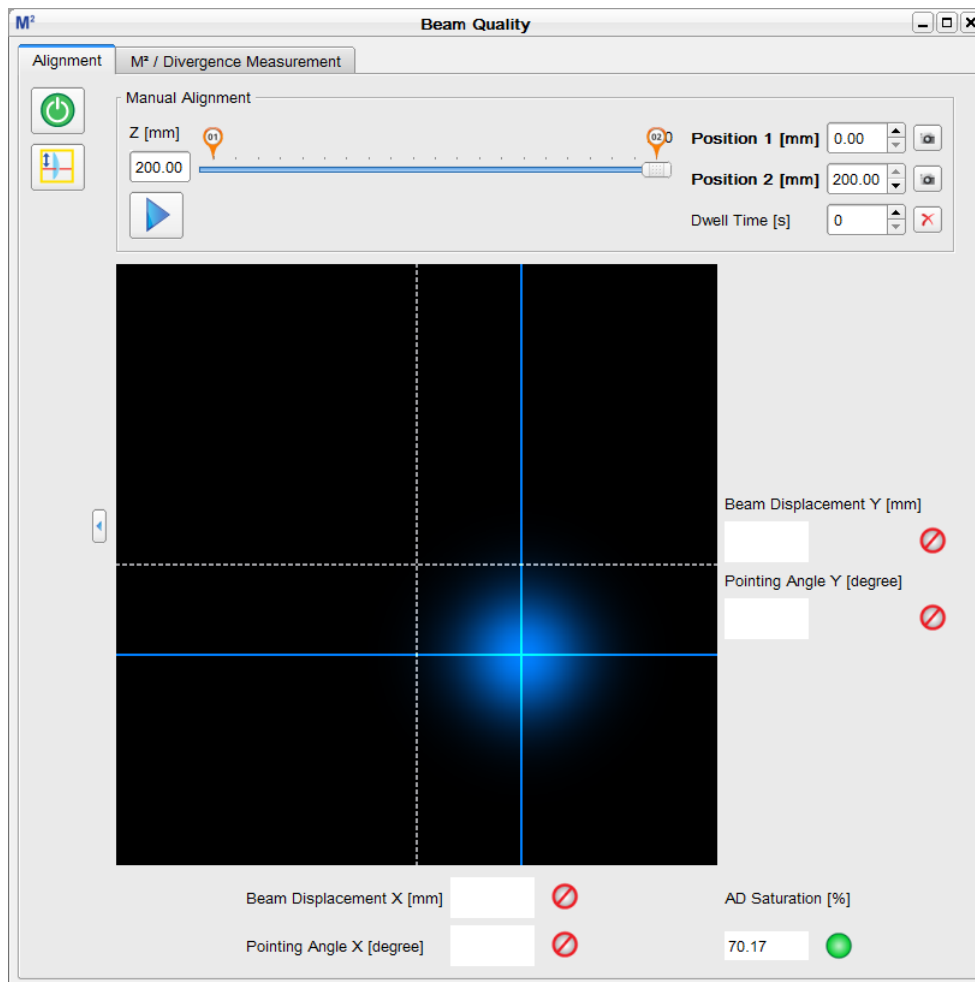 M² Beam Quality
Alignment M² / Divergence Measurement
Manual Alignment
Z [mm] 01 02 0 Position 1 [mm] 0.00
200.00 Position 2 [mm] 200.00
Dwell Time [s] 0
Beam Displacement Y [mm]
Pointing Angle Y [degree]
Beam Displacement X [mm] AD Saturation [%]
Pointing Angle X [degree] 70.17